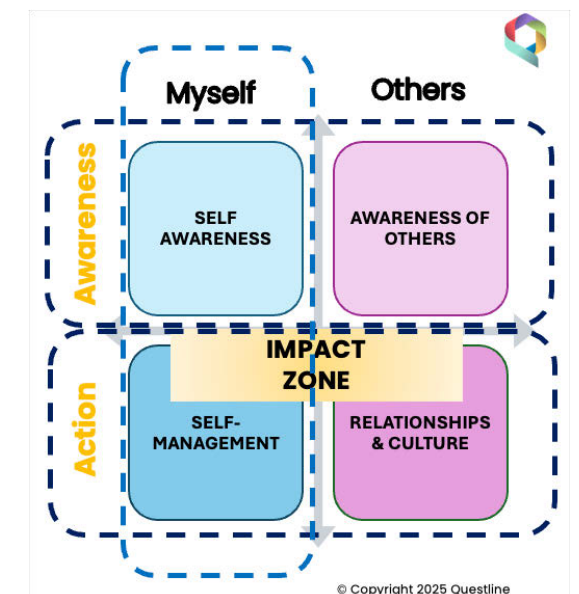 Myself
Others
Awareness
SELF
AWARENESS
AWARENESS OF
OTHERS
IMPACT
ZONE
Action
SELF-
MANAGEMENT
RELATIONSHIPS
& CULTURE
© Copyright 2025 Questline